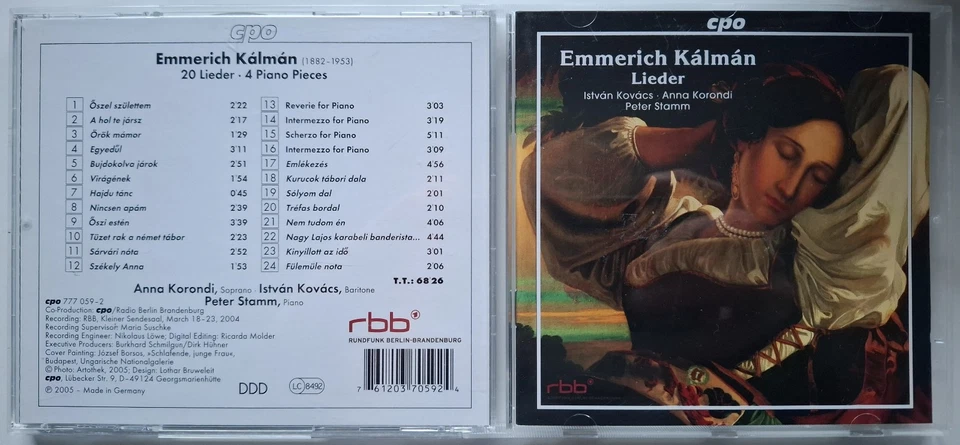 cpo
Emmerich Kálmán (1882–1953)
20 Lieder · 4 Piano Pieces
1 Őszel születtem 2'22
2 A hol te jársz 2'17
3 Örök mámor 1'29
4 Egyedűl 3'11
5 Bujdokolva járok 2'51
6 Virágének 1'54
7 Hajdu tánc 0'45
8 Nincsen apám 2'39
9 Őszi estén 3'39
10 Tüzet rak a német tábor 2'23
11 Sárvári nóta 2'52
12 Székely Anna 1'53
13 Reverie for Piano 3'03
14 Intermezzo for Piano 3'19
15 Scherzo for Piano 5'11
16 Intermezzo for Piano 3'09
17 Emlékezés 4'56
18 Kurucok tábori dala 2'11
19 Sólyom dal 2'01
20 Tréfas bordal 2'10
21 Nem tudom én 4'06
22 Nagy Lajos karabeli banderista... 4'44
23 Kinyillott az idő 3'01
24 Fülemüle nota 2'06
T.T.: 68 26
Anna Korondi, Soprano · István Kovács, Baritone
Peter Stamm, Piano
cpo 777 059–2
Co-Production: cpo/Radio Berlin Brandenburg
Recording: RBB, Kleiner Sendesaal, March 18–23, 2004
Recording Supervisor: Maria Suschke
Recording Engineer: Nikolaus Löwe; Digital Editing: Ricarda Molder
Executive Producers: Burkhard Schmilgun/Dirk Hühner
Cover Painting: József Borsos, »Schlafende, junge Frau«,
Budapest, Ungarische Nationalgalerie
© Photo: Artothek, 2005; Design: Lothar Bruweleit
cpo, Lübecker Str. 9, D–49124 Georgsmarienhütte
℗ 2005 – Made in Germany
DDD
LC 8492
rbb
RUNDFUNK BERLIN-BRANDENBURG
7 61203 70592 4
cpo
Emmerich Kálmán
Lieder
István Kovács · Anna Korondi
Peter Stamm
rbb